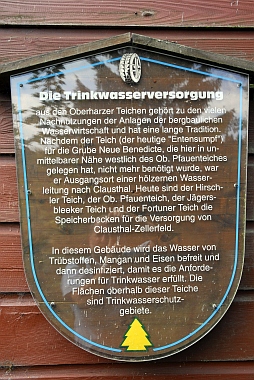 Die Trinkwasserversorgung
aus den Oberharzer Teichen gehört zu den vielen
Nachnutzungen der Anlagen der bergbaulichen
Wasserwirtschaft und hat eine lange Tradition.
Nachdem der Teich (der heutige "Entensumpf")
für die Grube Neue Benedicte, die hier in un-
mittelbarer Nähe westlich des Ob. Pfauenteiches
gelegen hat, nicht mehr benötigt wurde, war
er Ausgangsort einer hölzernen Wasser-
leitung nach Clausthal. Heute sind der Hirsch-
ler Teich, der Ob. Pfauenteich, der Jägers-
bleeker Teich und der Fortuner Teich die
Speicherbecken für die Versorgung von
Clausthal-Zellerfeld.
In diesem Gebäude wird das Wasser von
Trübstoffen, Mangan und Eisen befreit und
dann desinfiziert, damit es die Anforde-
rungen für Trinkwasser erfüllt. Die
Flächen oberhalb dieser Teiche
sind Trinkwasserschutz-
gebiete.